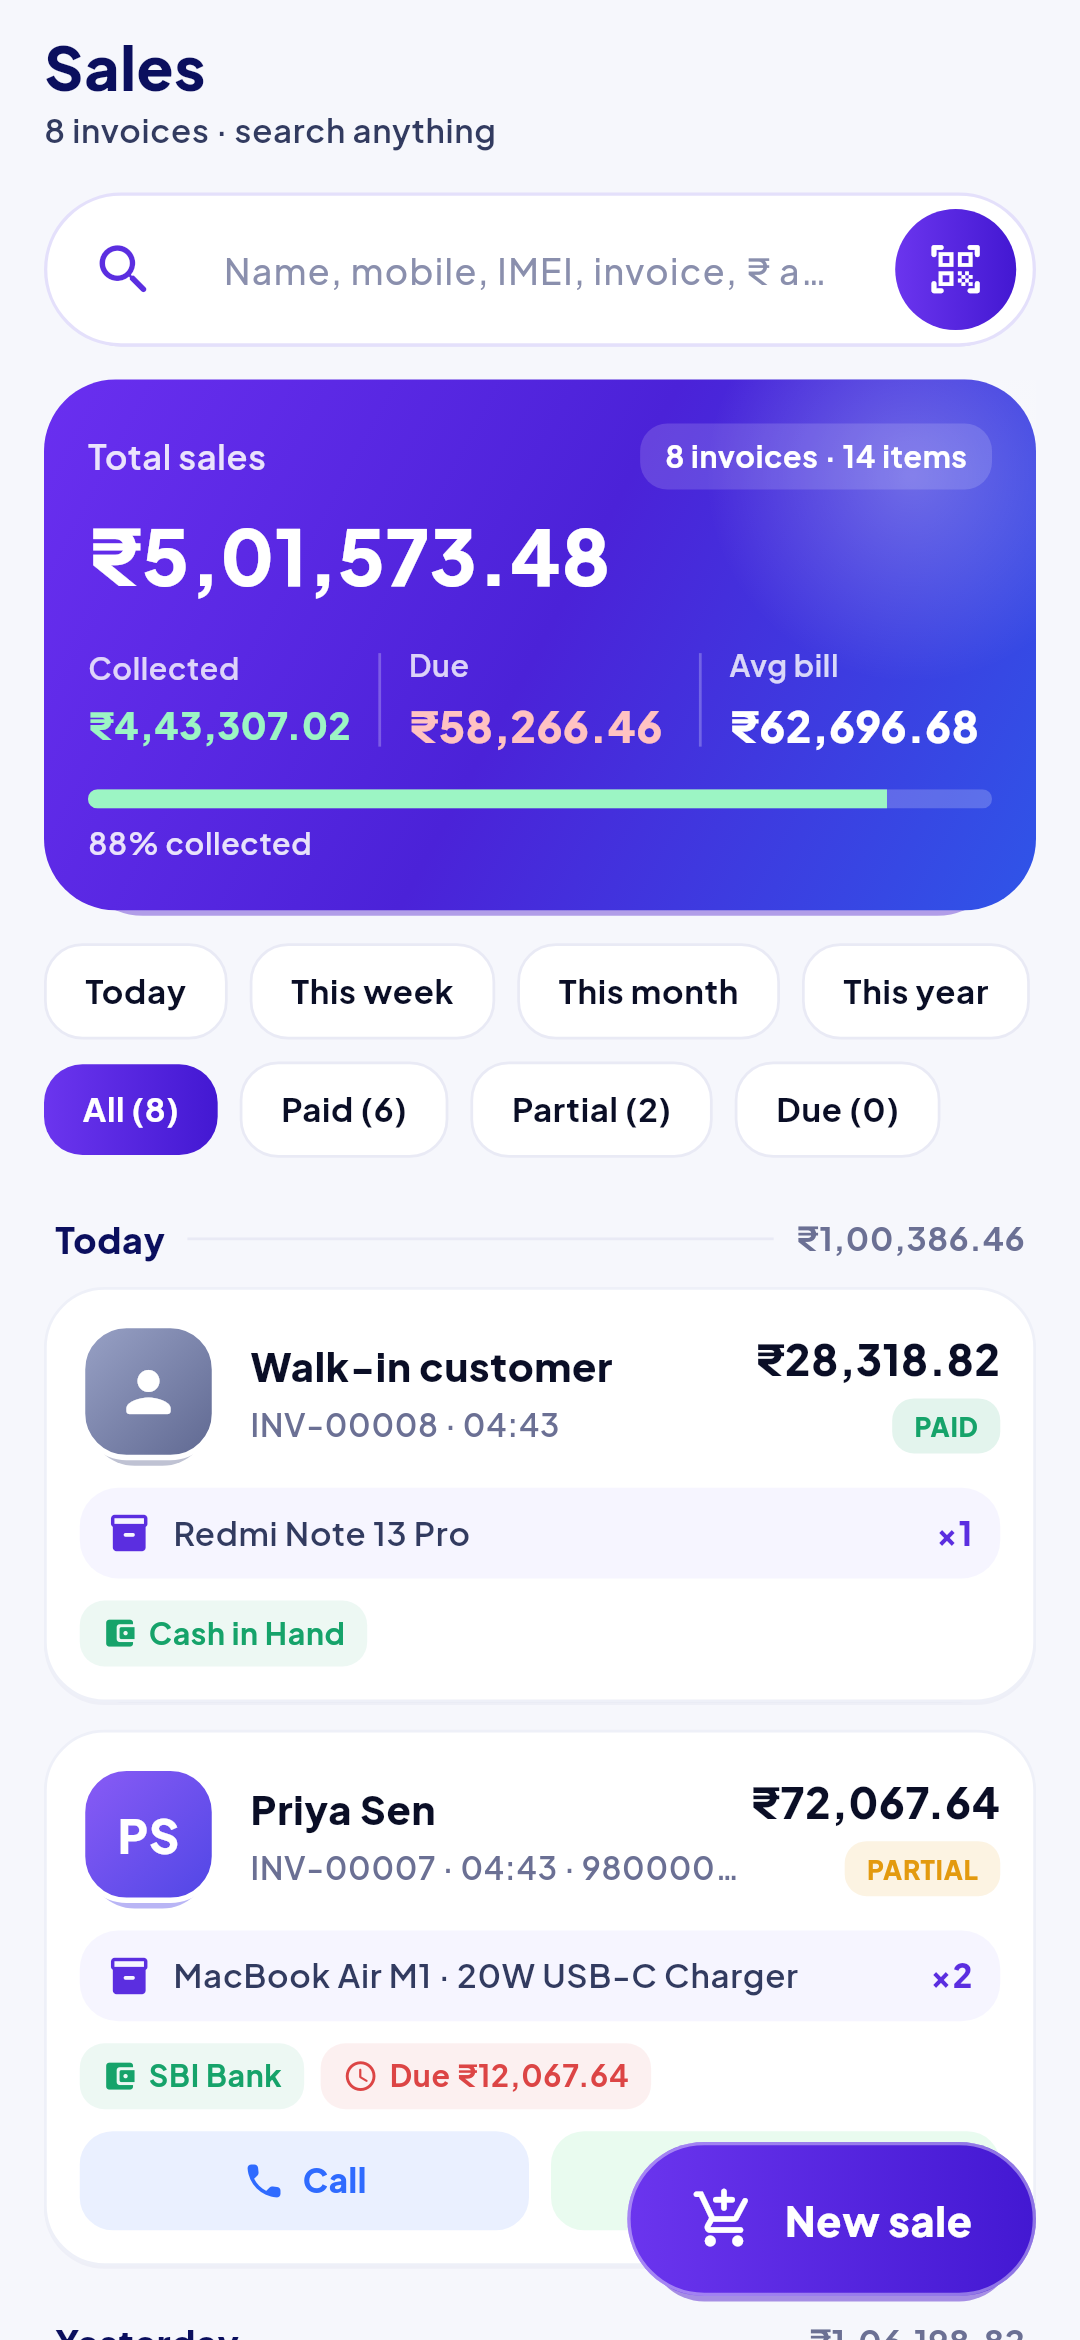 Sales
8 invoices · search anything
Name, mobile, IMEI, invoice, ₹ a...
Total sales
8 invoices · 14 items
₹5,01,573.48
Collected
Due
Avg bill
₹4,43,307.02
₹58,266.46
₹62,696.68
88% collected
Today
This week
This month
This year
All (8)
Paid (6)
Partial (2)
Due (0)
Today
₹1,00,386.46
Walk-in customer
₹28,318.82
INV-00008 · 04:43
PAID
Redmi Note 13 Pro
×1
Cash in Hand
PS
Priya Sen
₹72,067.64
INV-00007 · 04:43 · 980000...
PARTIAL
MacBook Air M1 · 20W USB-C Charger
×2
SBI Bank
Due ₹12,067.64
Call
New sale
Yesterday
₹1,06,198.82